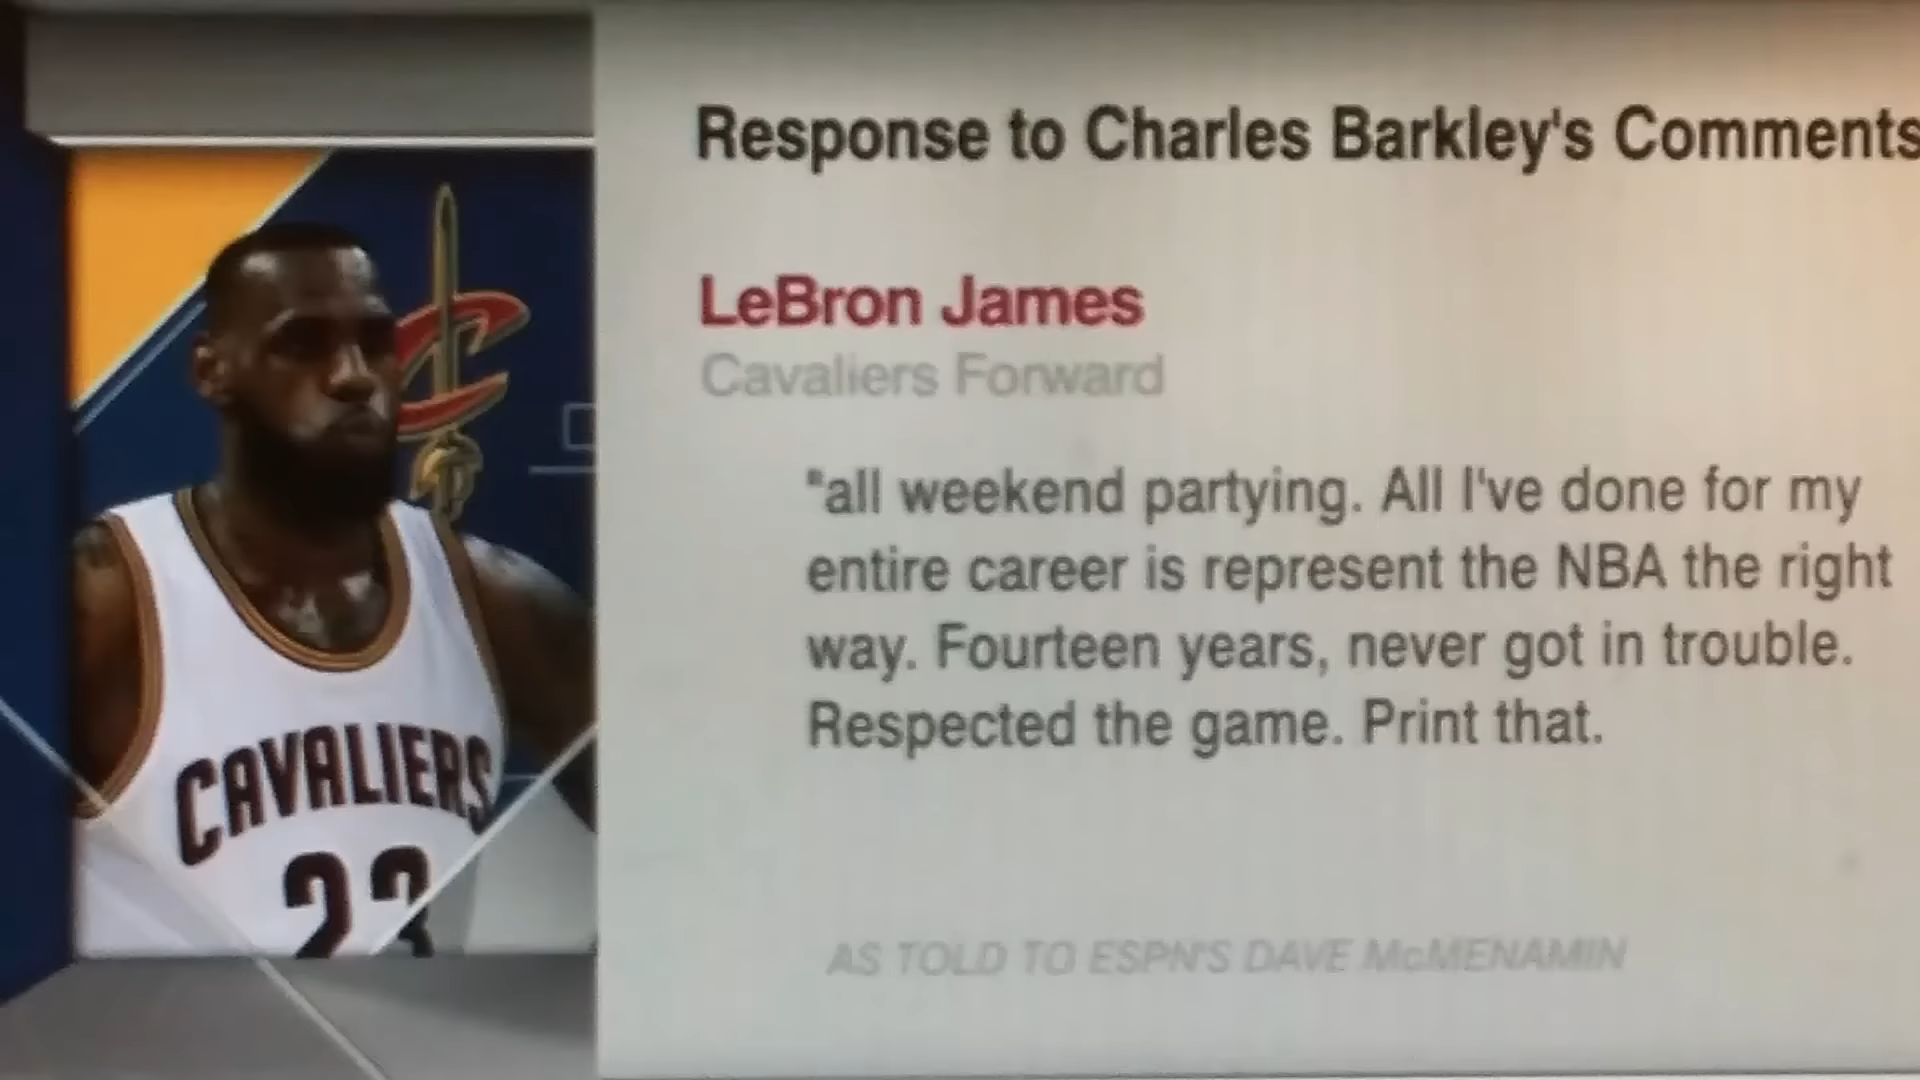 Response to Charles Barkley's Comments
LeBron James
Cavaliers Forward
"all weekend partying. All I've done for my
entire career is represent the NBA the right
way. Fourteen years, never got in trouble.
Respected the game. Print that.
AS TOLD TO ESPN'S DAVE McMENAMIN
CAVALIERS
23